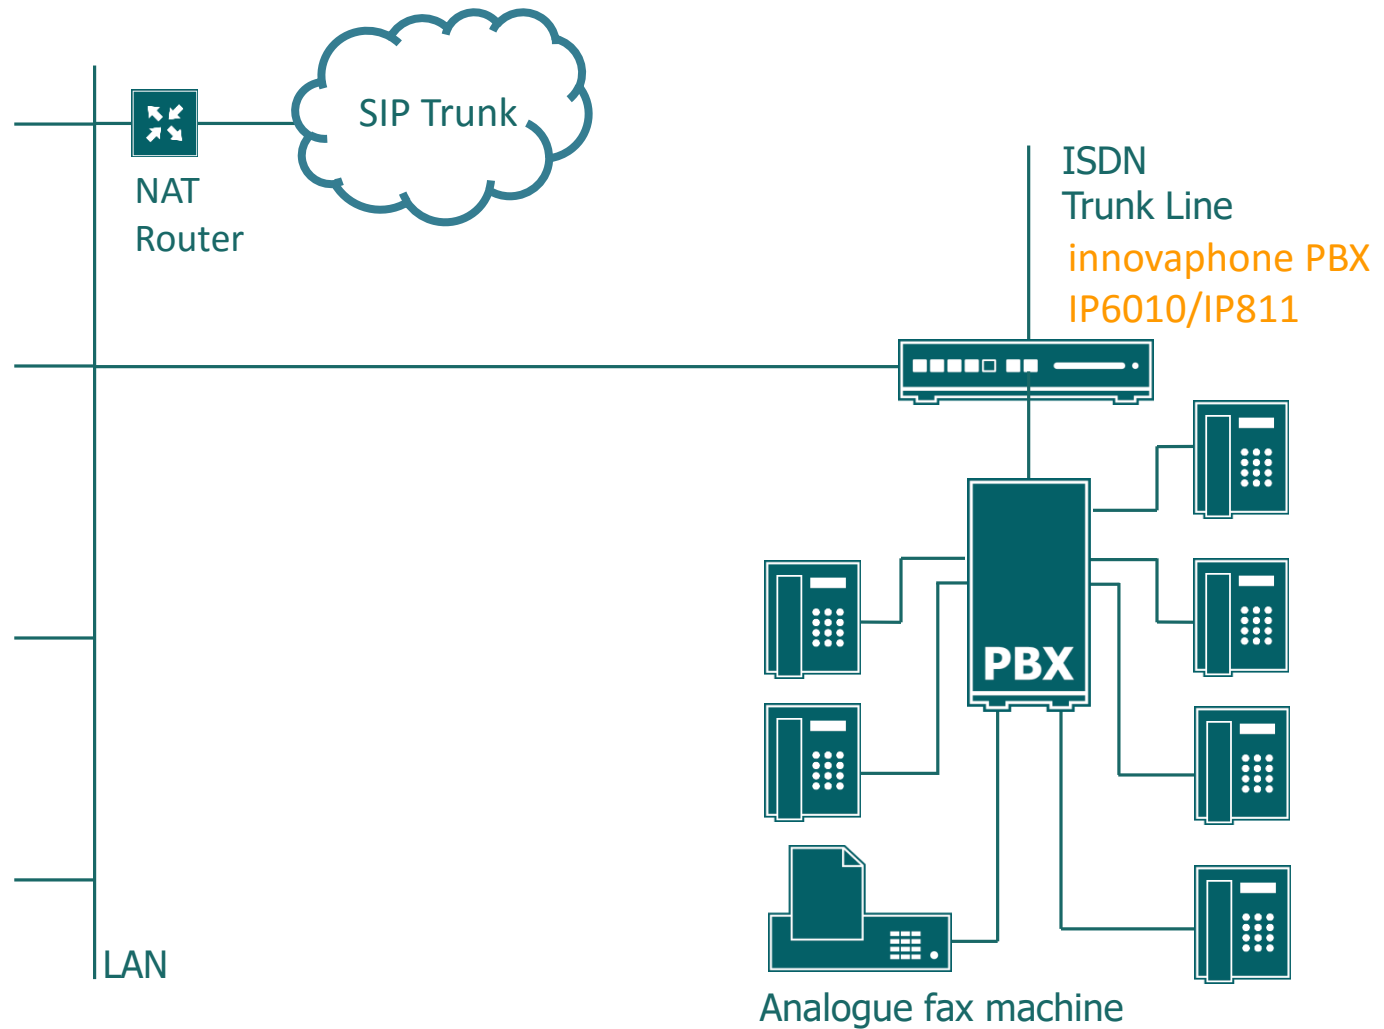 SIP Trunk
NAT
Router
ISDN
Trunk Line
innovaphone PBX
IP6010/IP811
PBX
LAN
Analogue fax machine